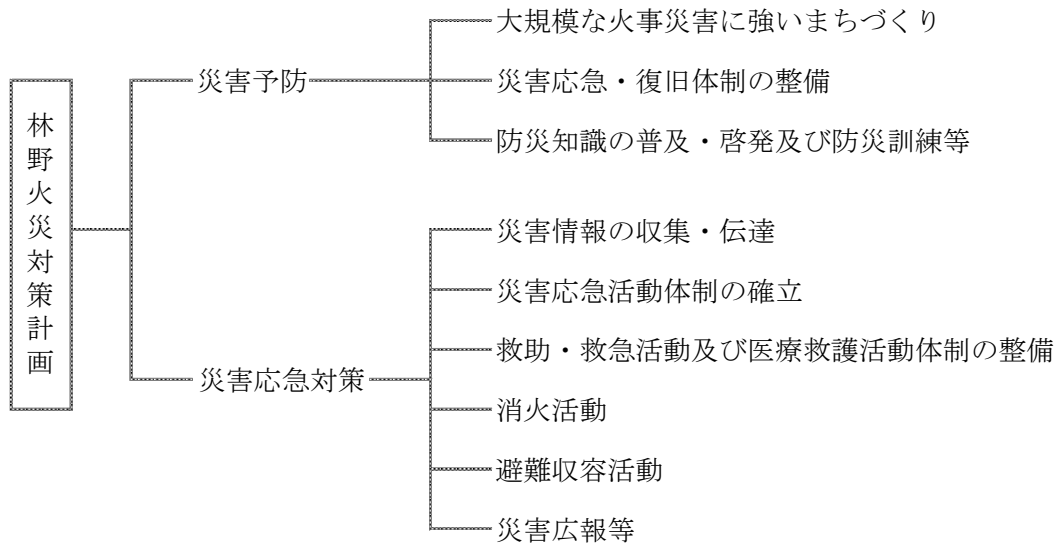 林野火災対策計画
災害予防
大規模な火事災害に強いまちづくり
災害応急・復旧体制の整備
防災知識の普及・啓発及び防災訓練等
災害応急対策
災害情報の収集・伝達
災害応急活動体制の確立
救助・救急活動及び医療救護活動体制の整備
消火活動
避難収容活動
災害広報等